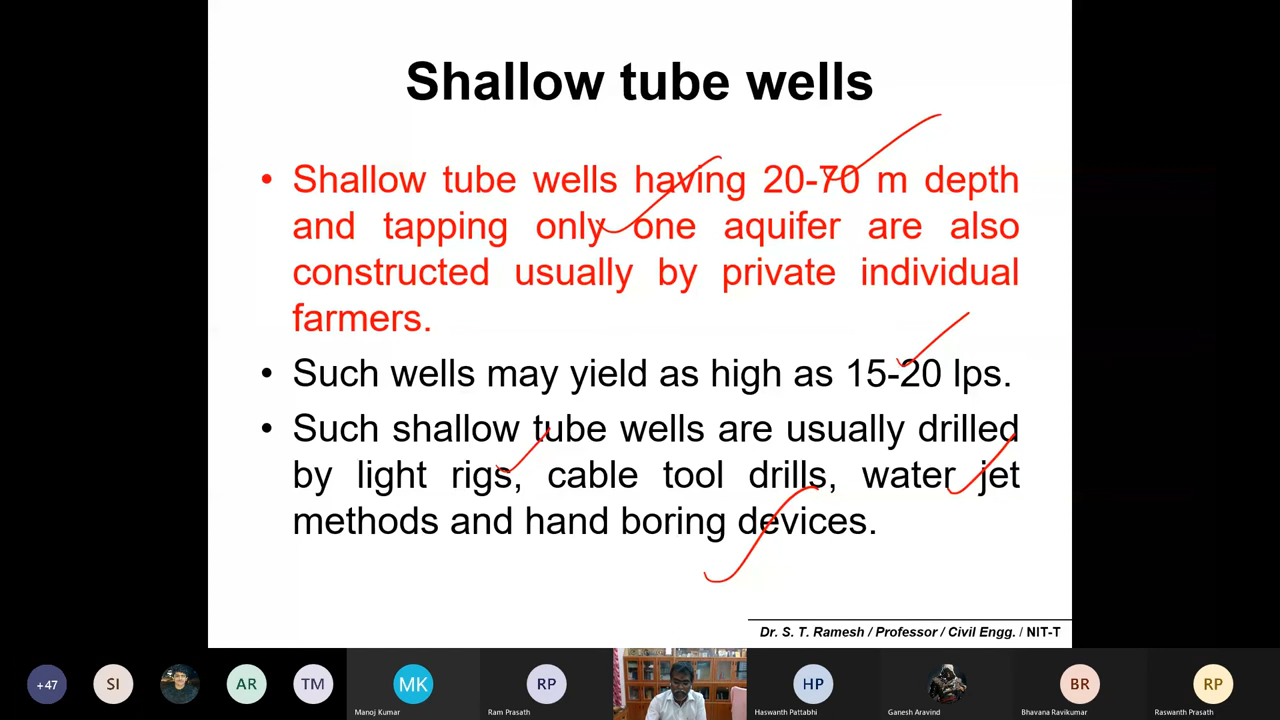 Shallow tube wells
• Shallow tube wells having 20-70 m depth
and tapping only one aquifer are also
constructed usually by private individual
farmers.
• Such wells may yield as high as 15-20 lps.
• Such shallow tube wells are usually drilled
by light rigs, cable tool drills, water jet
methods and hand boring devices.
Dr. S. T. Ramesh / Professor / Civil Engg. / NIT-T
+47 SI AR TM MK RP HP BR RP
Manoj Kumar Ram Prasath Haswanth Pattabhi Ganesh Aravind Bhavana Ravikumar Raswanth Prasath